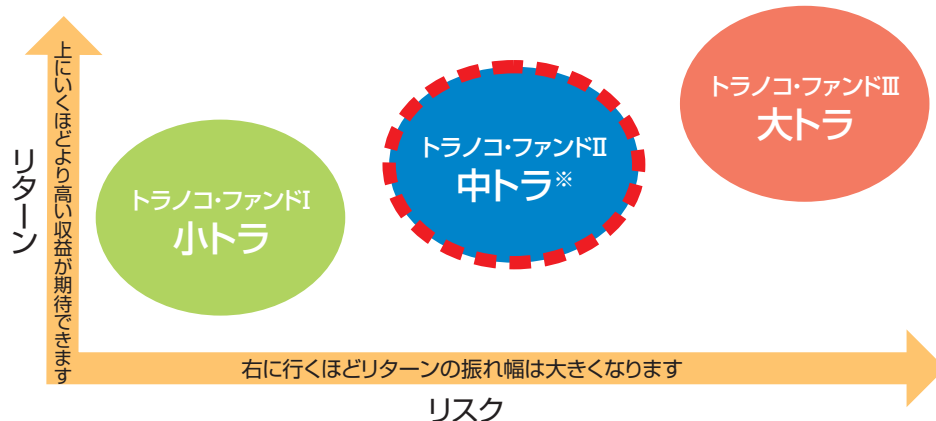 リターン
上にいくほどより高い収益が期待できます
トラノコ・ファンドⅠ
小トラ
トラノコ・ファンドⅡ
中トラ※
トラノコ・ファンドⅢ
大トラ
右に行くほどリターンの振れ幅は大きくなります
リスク